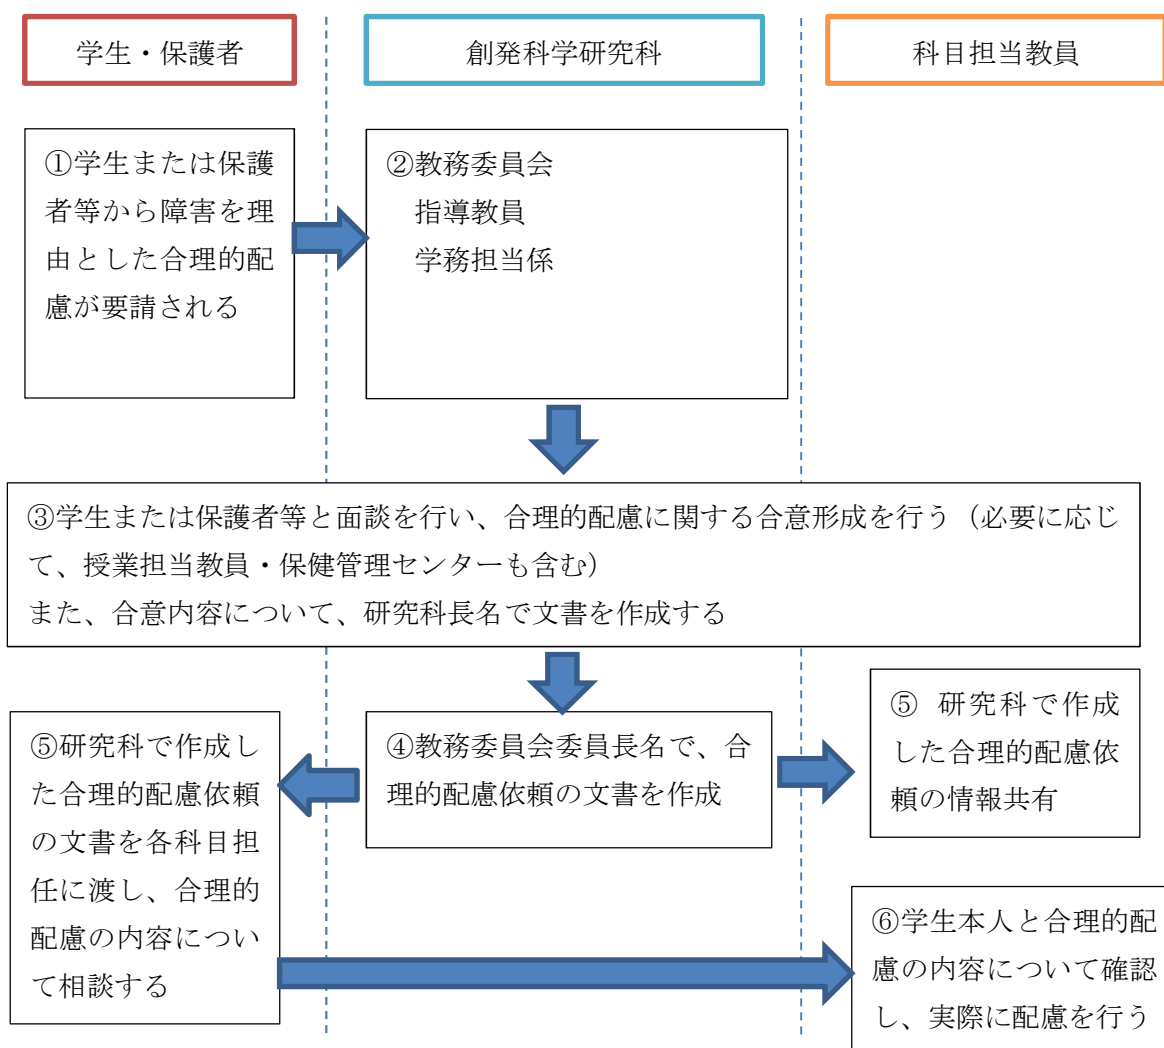 学生・保護者
創発科学研究科
科目担当教員
①学生または保護
者等から障害を理
由とした合理的配
慮が要請される
②教務委員会
指導教員
学務担当係
③学生または保護者等と面談を行い、合理的配慮に関する合意形成を行う（必要に応じ
て、授業担当教員・保健管理センターも含む）
また、合意内容について、研究科長名で文書を作成する
④教務委員会委員長名で、合
理的配慮依頼の文書を作成
⑤研究科で作成し
た合理的配慮依頼
の文書を各科目担
任に渡し、合理的
配慮の内容につい
て相談する
⑤ 研究科で作成
した合理的配慮依
頼の情報共有
⑥学生本人と合理的配
慮の内容について確認
し、実際に配慮を行う